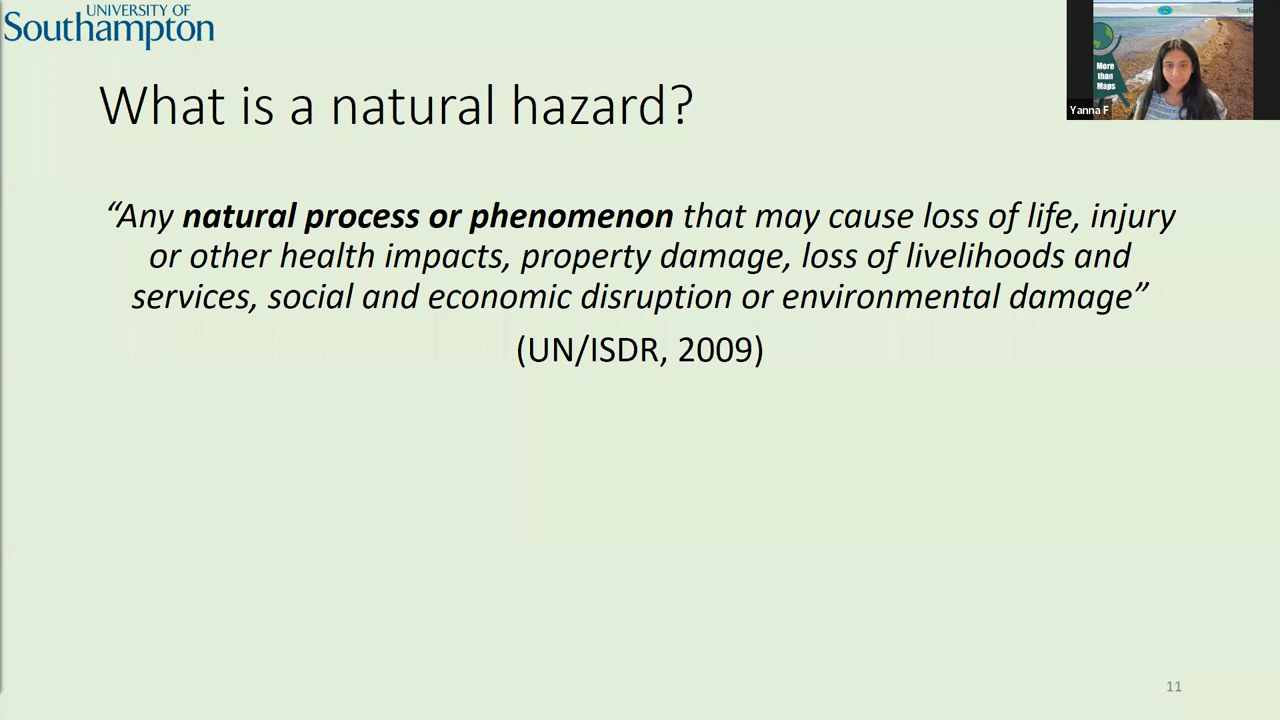 UNIVERSITY OF
Southampton
More
than
Maps
Yanna F
What is a natural hazard?
“Any natural process or phenomenon that may cause loss of life, injury
or other health impacts, property damage, loss of livelihoods and
services, social and economic disruption or environmental damage”
(UN/ISDR, 2009)
11